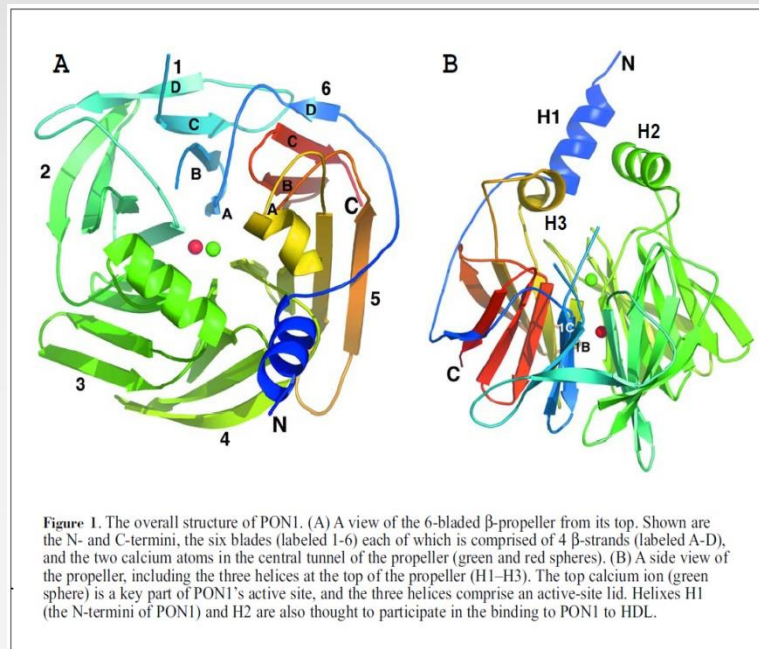 A
B
1
D
6
D
C
C
2
B
B
A
A
C
5
3
4
N
N
H1
H2
H3
1C
1B
C
Figure 1. The overall structure of PON1. (A) A view of the 6-bladed β-propeller from its top. Shown are
the N- and C-termini, the six blades (labeled 1-6) each of which is comprised of 4 β-strands (labeled A-D),
and the two calcium atoms in the central tunnel of the propeller (green and red spheres). (B) A side view of
the propeller, including the three helices at the top of the propeller (H1–H3). The top calcium ion (green
sphere) is a key part of PON1's active site, and the three helices comprise an active-site lid. Helixes H1
(the N-termini of PON1) and H2 are also thought to participate in the binding to PON1 to HDL.